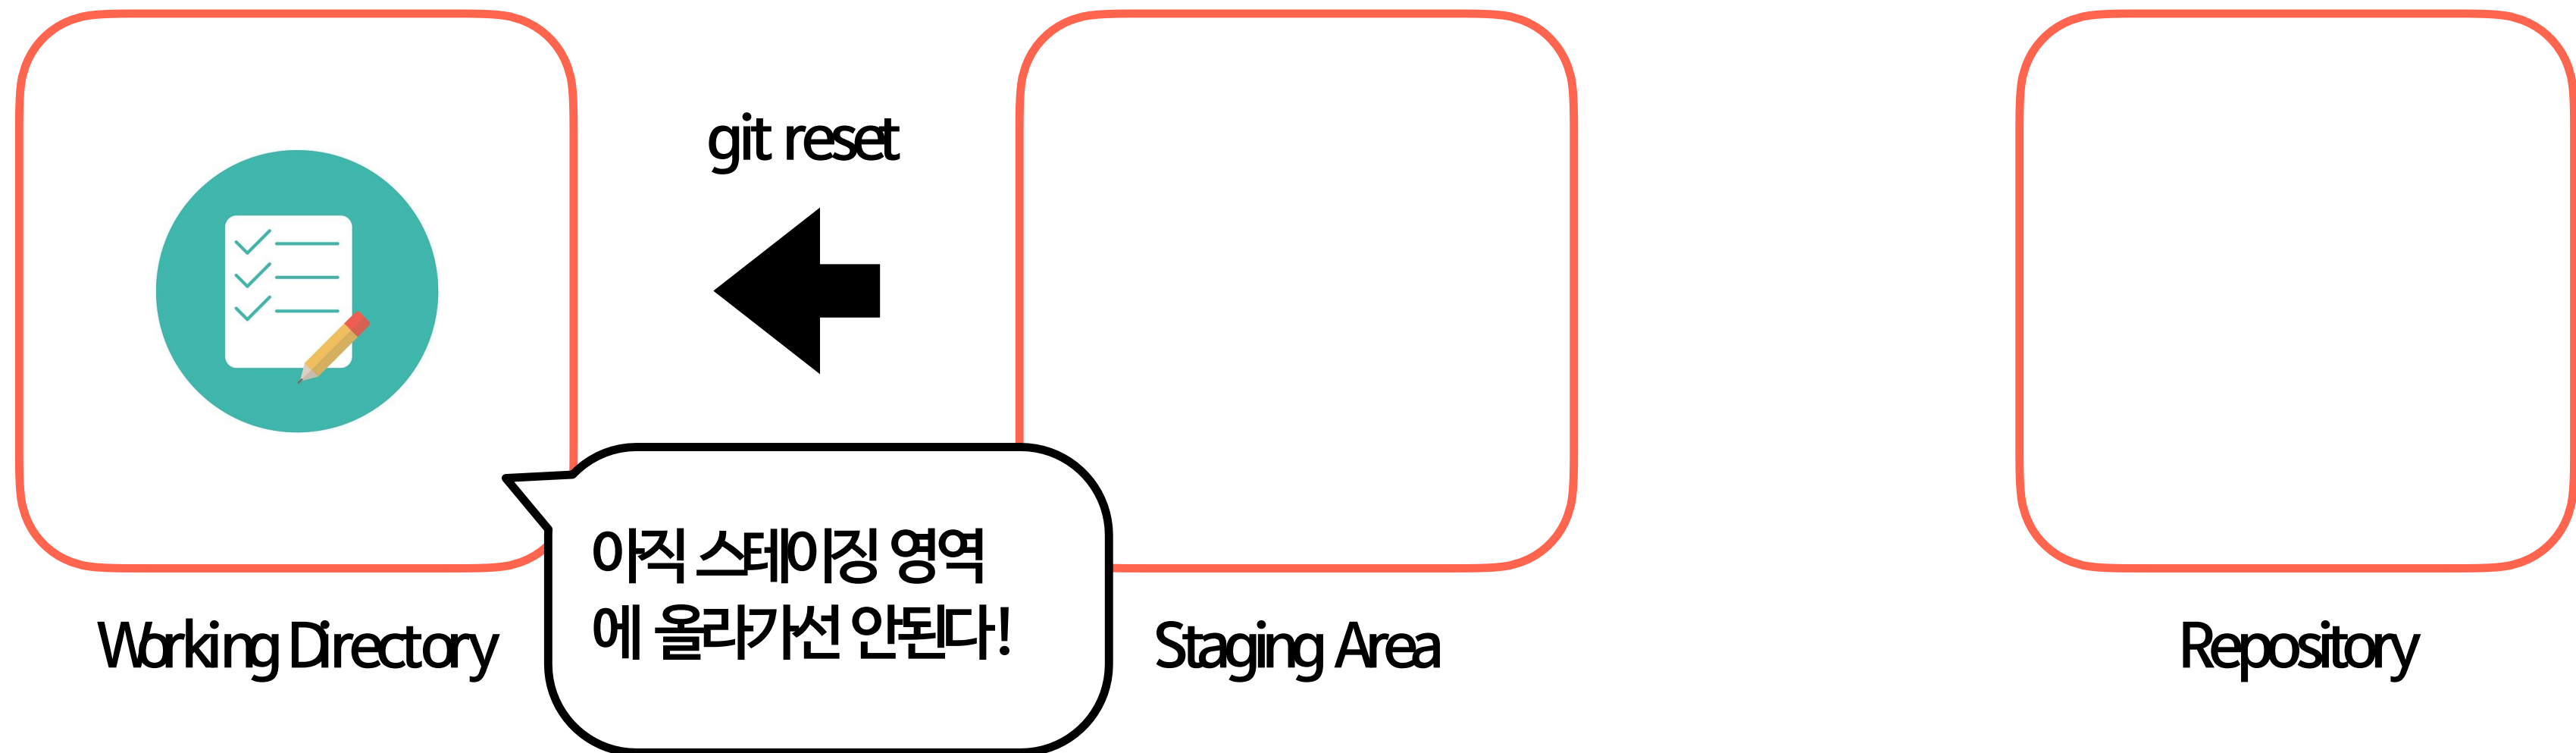 git reset
아직 스테이징 영역
에 올라가선 안된다!
Working Directory
Staging Area
Repository